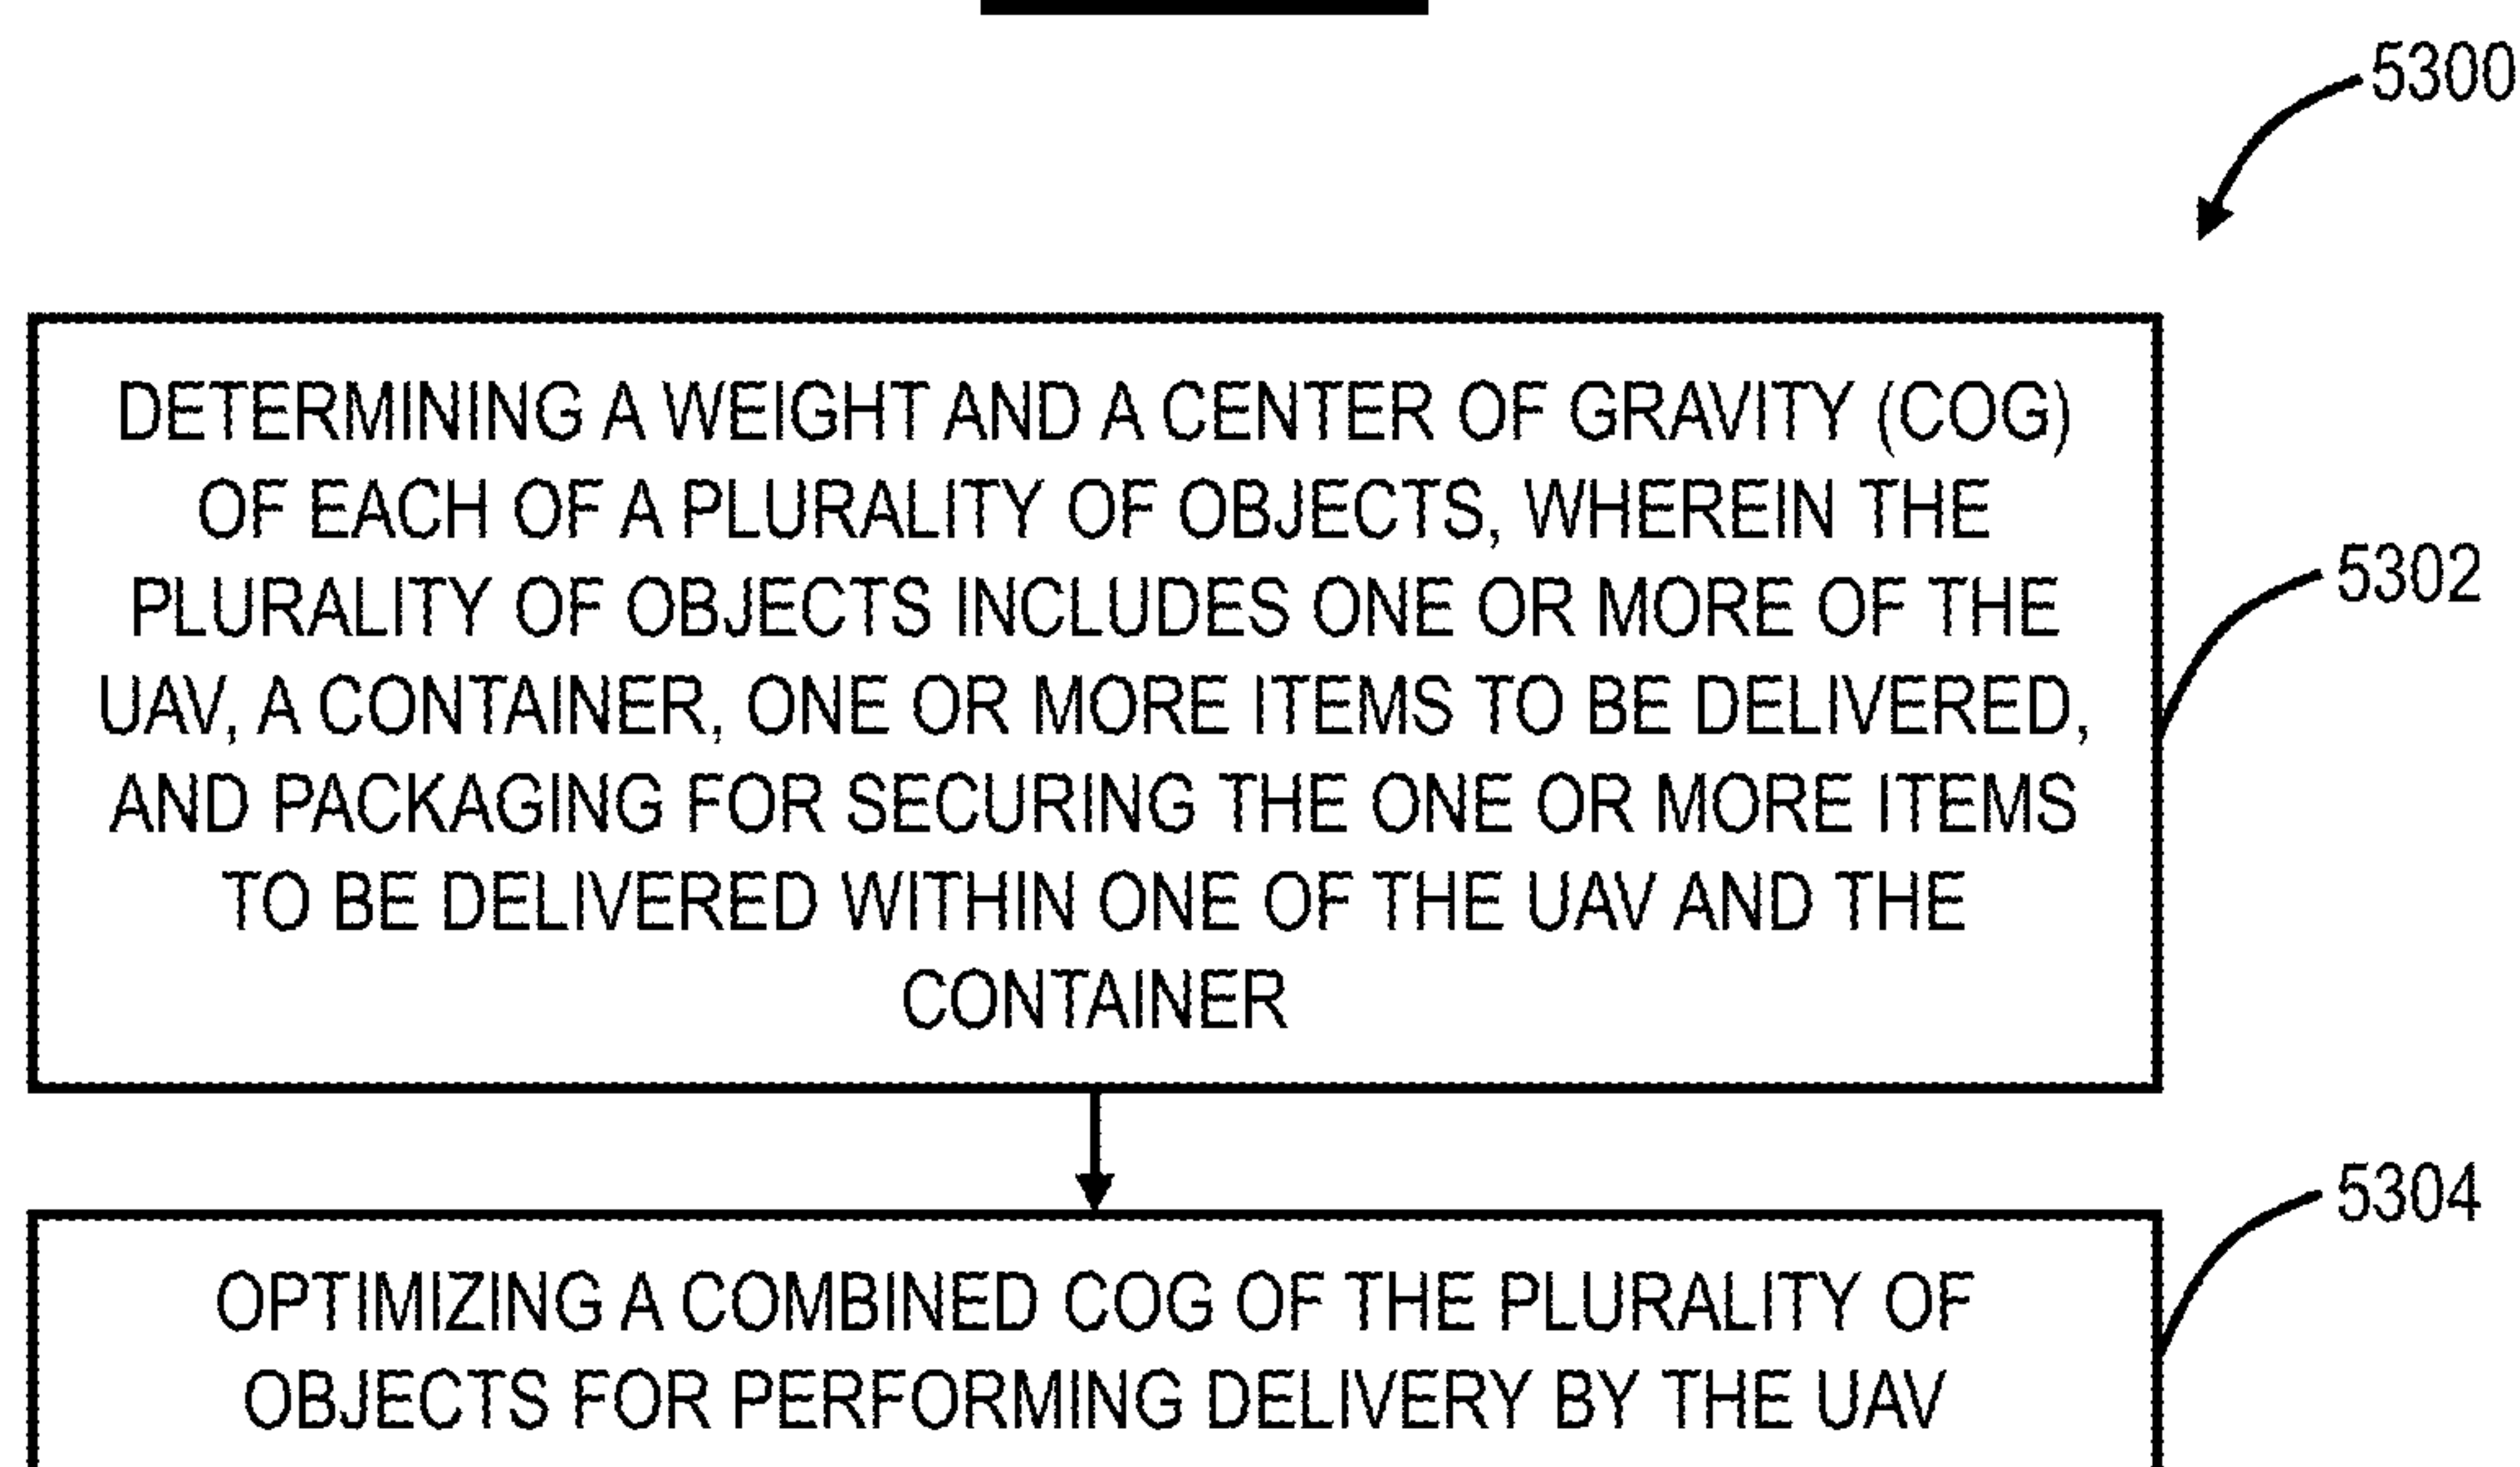 5300
DETERMINING A WEIGHT AND A CENTER OF GRAVITY (COG)
OF EACH OF A PLURALITY OF OBJECTS, WHEREIN THE
PLURALITY OF OBJECTS INCLUDES ONE OR MORE OF THE
UAV, A CONTAINER, ONE OR MORE ITEMS TO BE DELIVERED,
AND PACKAGING FOR SECURING THE ONE OR MORE ITEMS
TO BE DELIVERED WITHIN ONE OF THE UAV AND THE
CONTAINER
5302
5304
OPTIMIZING A COMBINED COG OF THE PLURALITY OF
OBJECTS FOR PERFORMING DELIVERY BY THE UAV